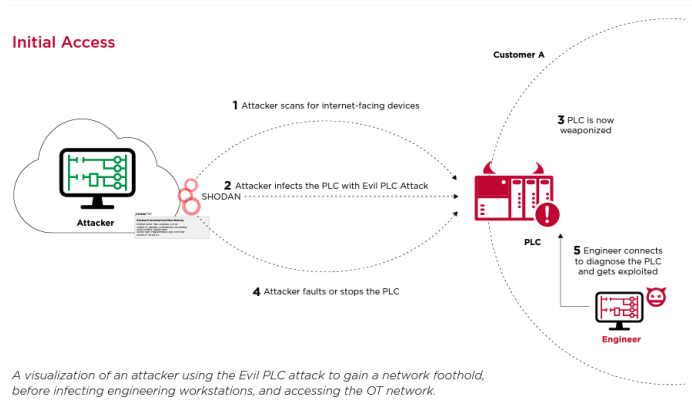 Initial Access
Customer A
1 Attacker scans for internet-facing devices
3 PLC is now
weaponized
2 Attacker infects the PLC with Evil PLC Attack
SHODAN
Attacker
PLC
5 Engineer connects
to diagnose the PLC
and gets exploited
4 Attacker faults or stops the PLC
Engineer
A visualization of an attacker using the Evil PLC attack to gain a network foothold,
before infecting engineering workstations, and accessing the OT network.